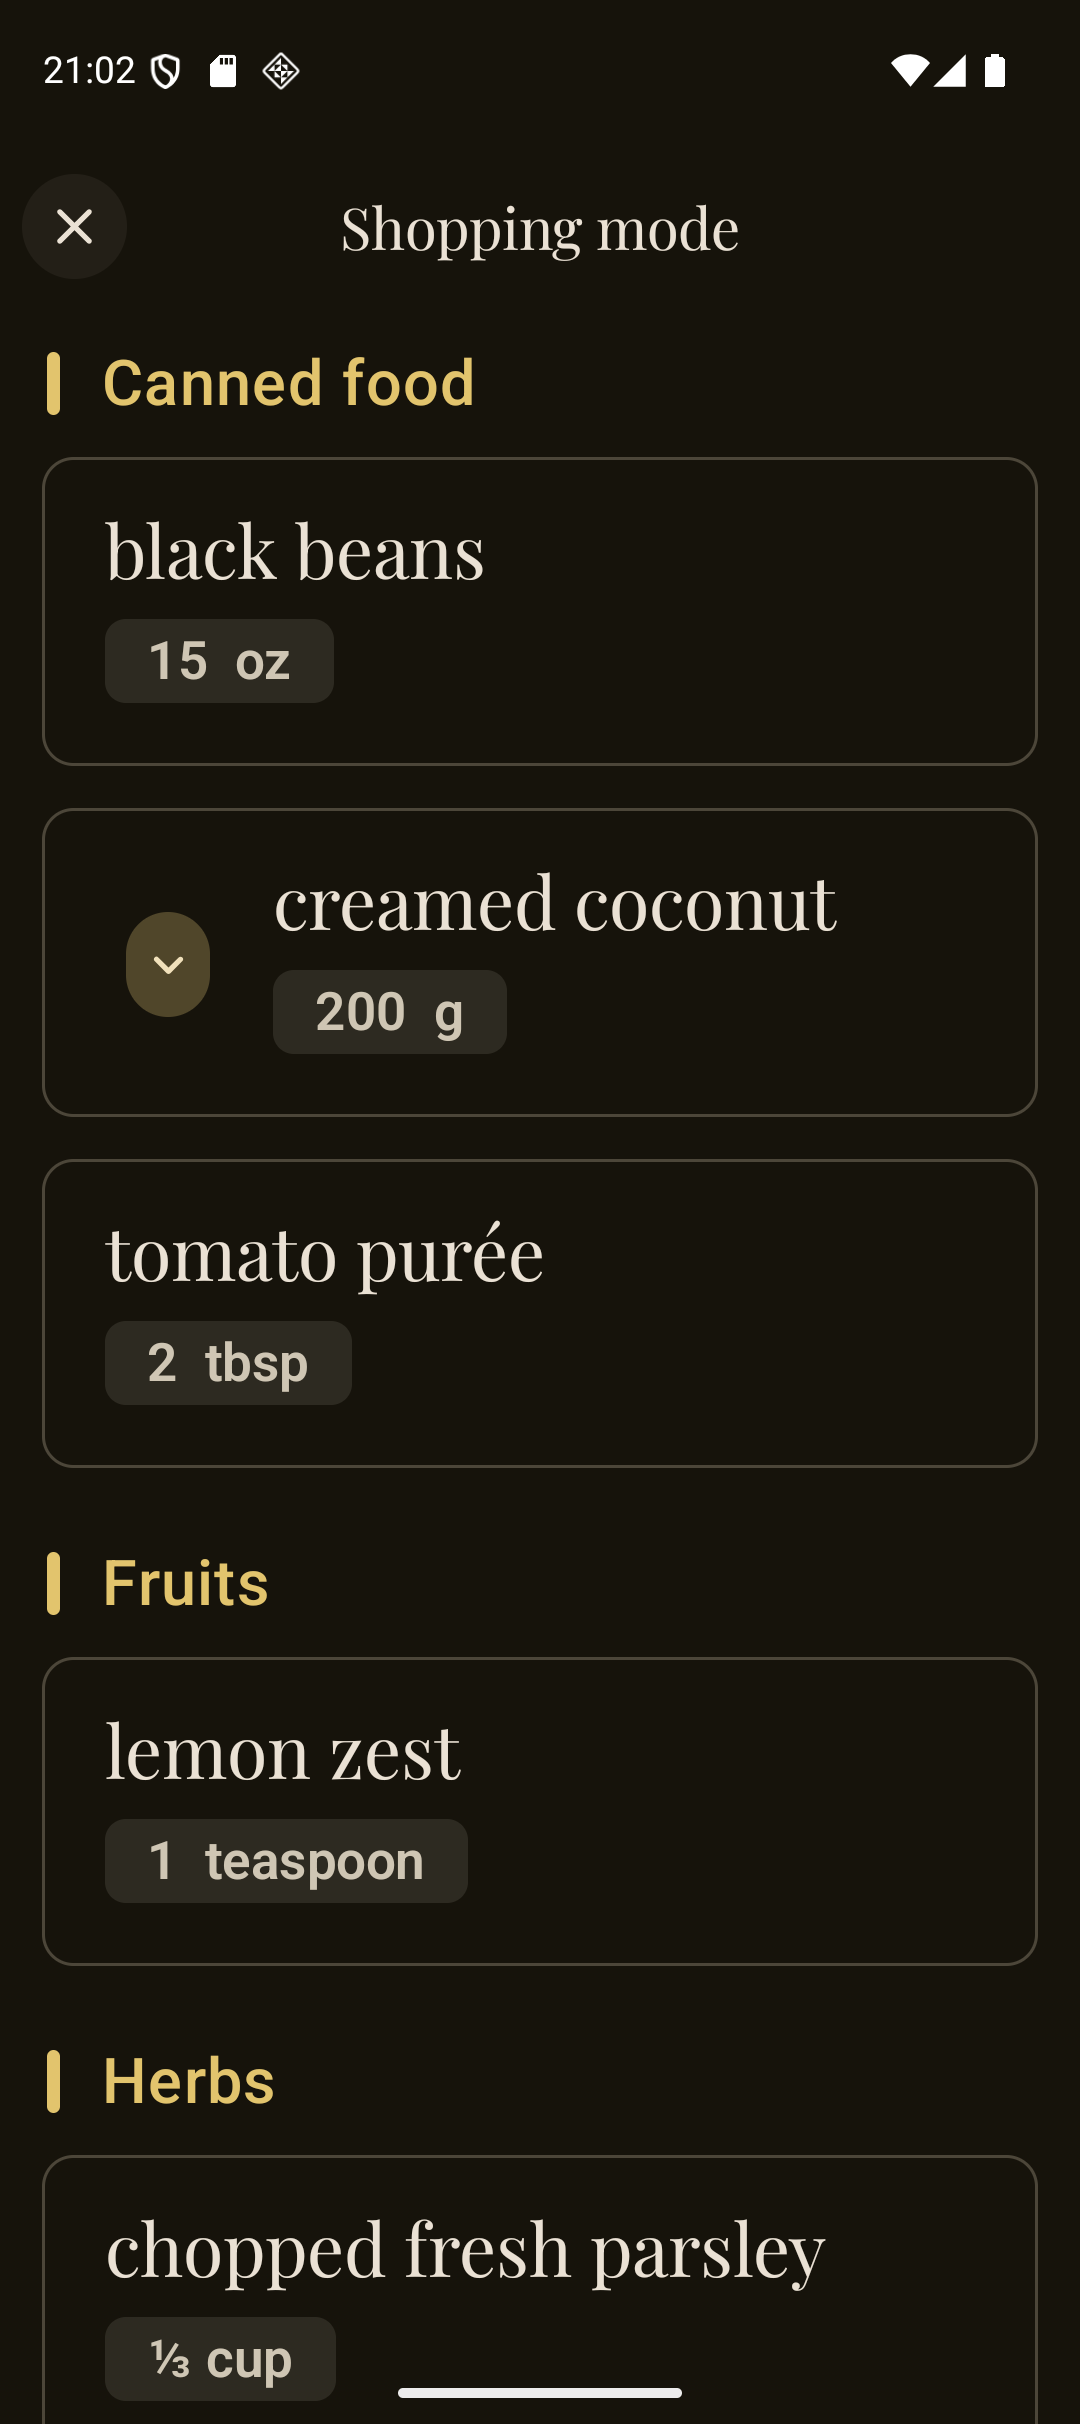 21:02
Shopping mode
Canned food
black beans
15 oz
creamed coconut
200 g
tomato purée
2 tbsp
Fruits
lemon zest
1 teaspoon
Herbs
chopped fresh parsley
⅓ cup